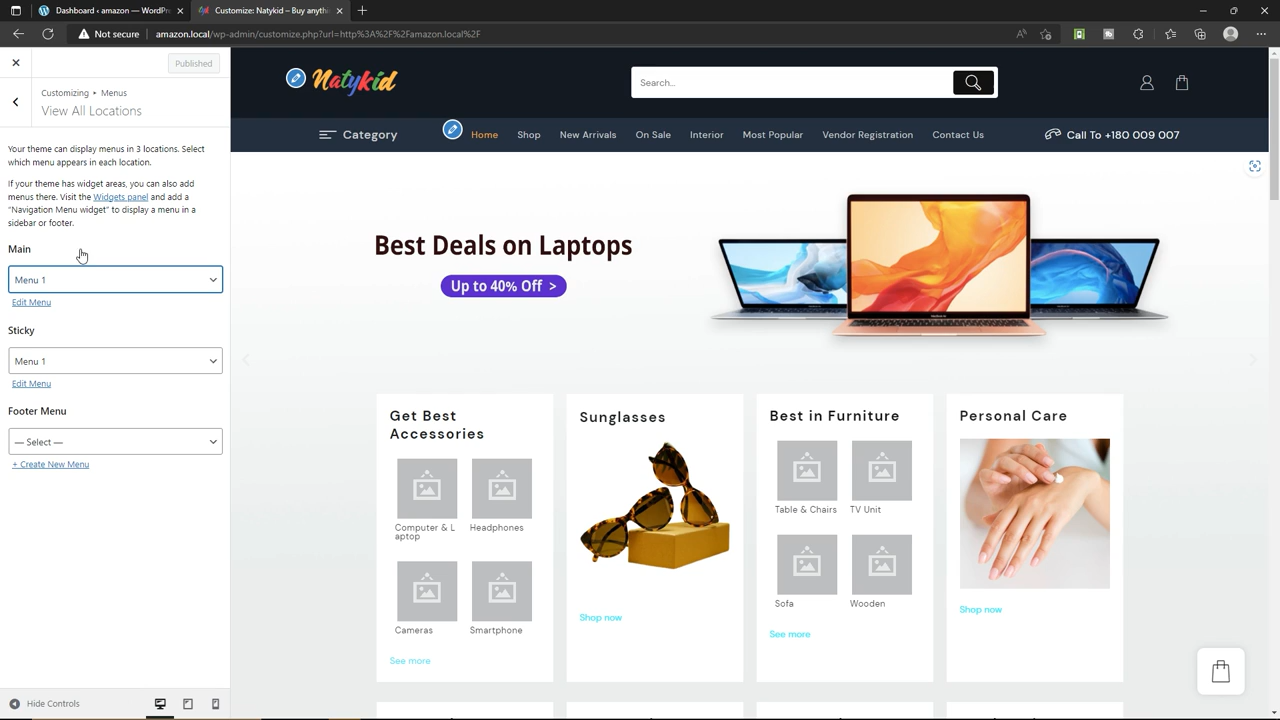 Dashboard ‹ amazon — WordPr
Customize: Natykid – Buy anythi
Not secure
amazon.local/wp-admin/customize.php?url=http%3A%2F%2Famazon.local%2F
Published
Customizing ▸ Menus
View All Locations
Your theme can display menus in 3 locations. Select
which menu appears in each location.
If your theme has widget areas, you can also add
menus there. Visit the Widgets panel and add a
“Navigation Menu widget” to display a menu in a
sidebar or footer.
Main
Menu 1
Edit Menu
Sticky
Menu 1
Edit Menu
Footer Menu
— Select —
+ Create New Menu
Hide Controls
Natykid
Search...
Category
Home
Shop
New Arrivals
On Sale
Interior
Most Popular
Vendor Registration
Contact Us
Call To +180 009 007
Best Deals on Laptops
Up to 40% Off >
Get Best
Accessories
Computer & L
aptop
Headphones
Cameras
Smartphone
See more
Sunglasses
Shop now
Best in Furniture
Table & Chairs
TV Unit
Sofa
Wooden
See more
Personal Care
Shop now